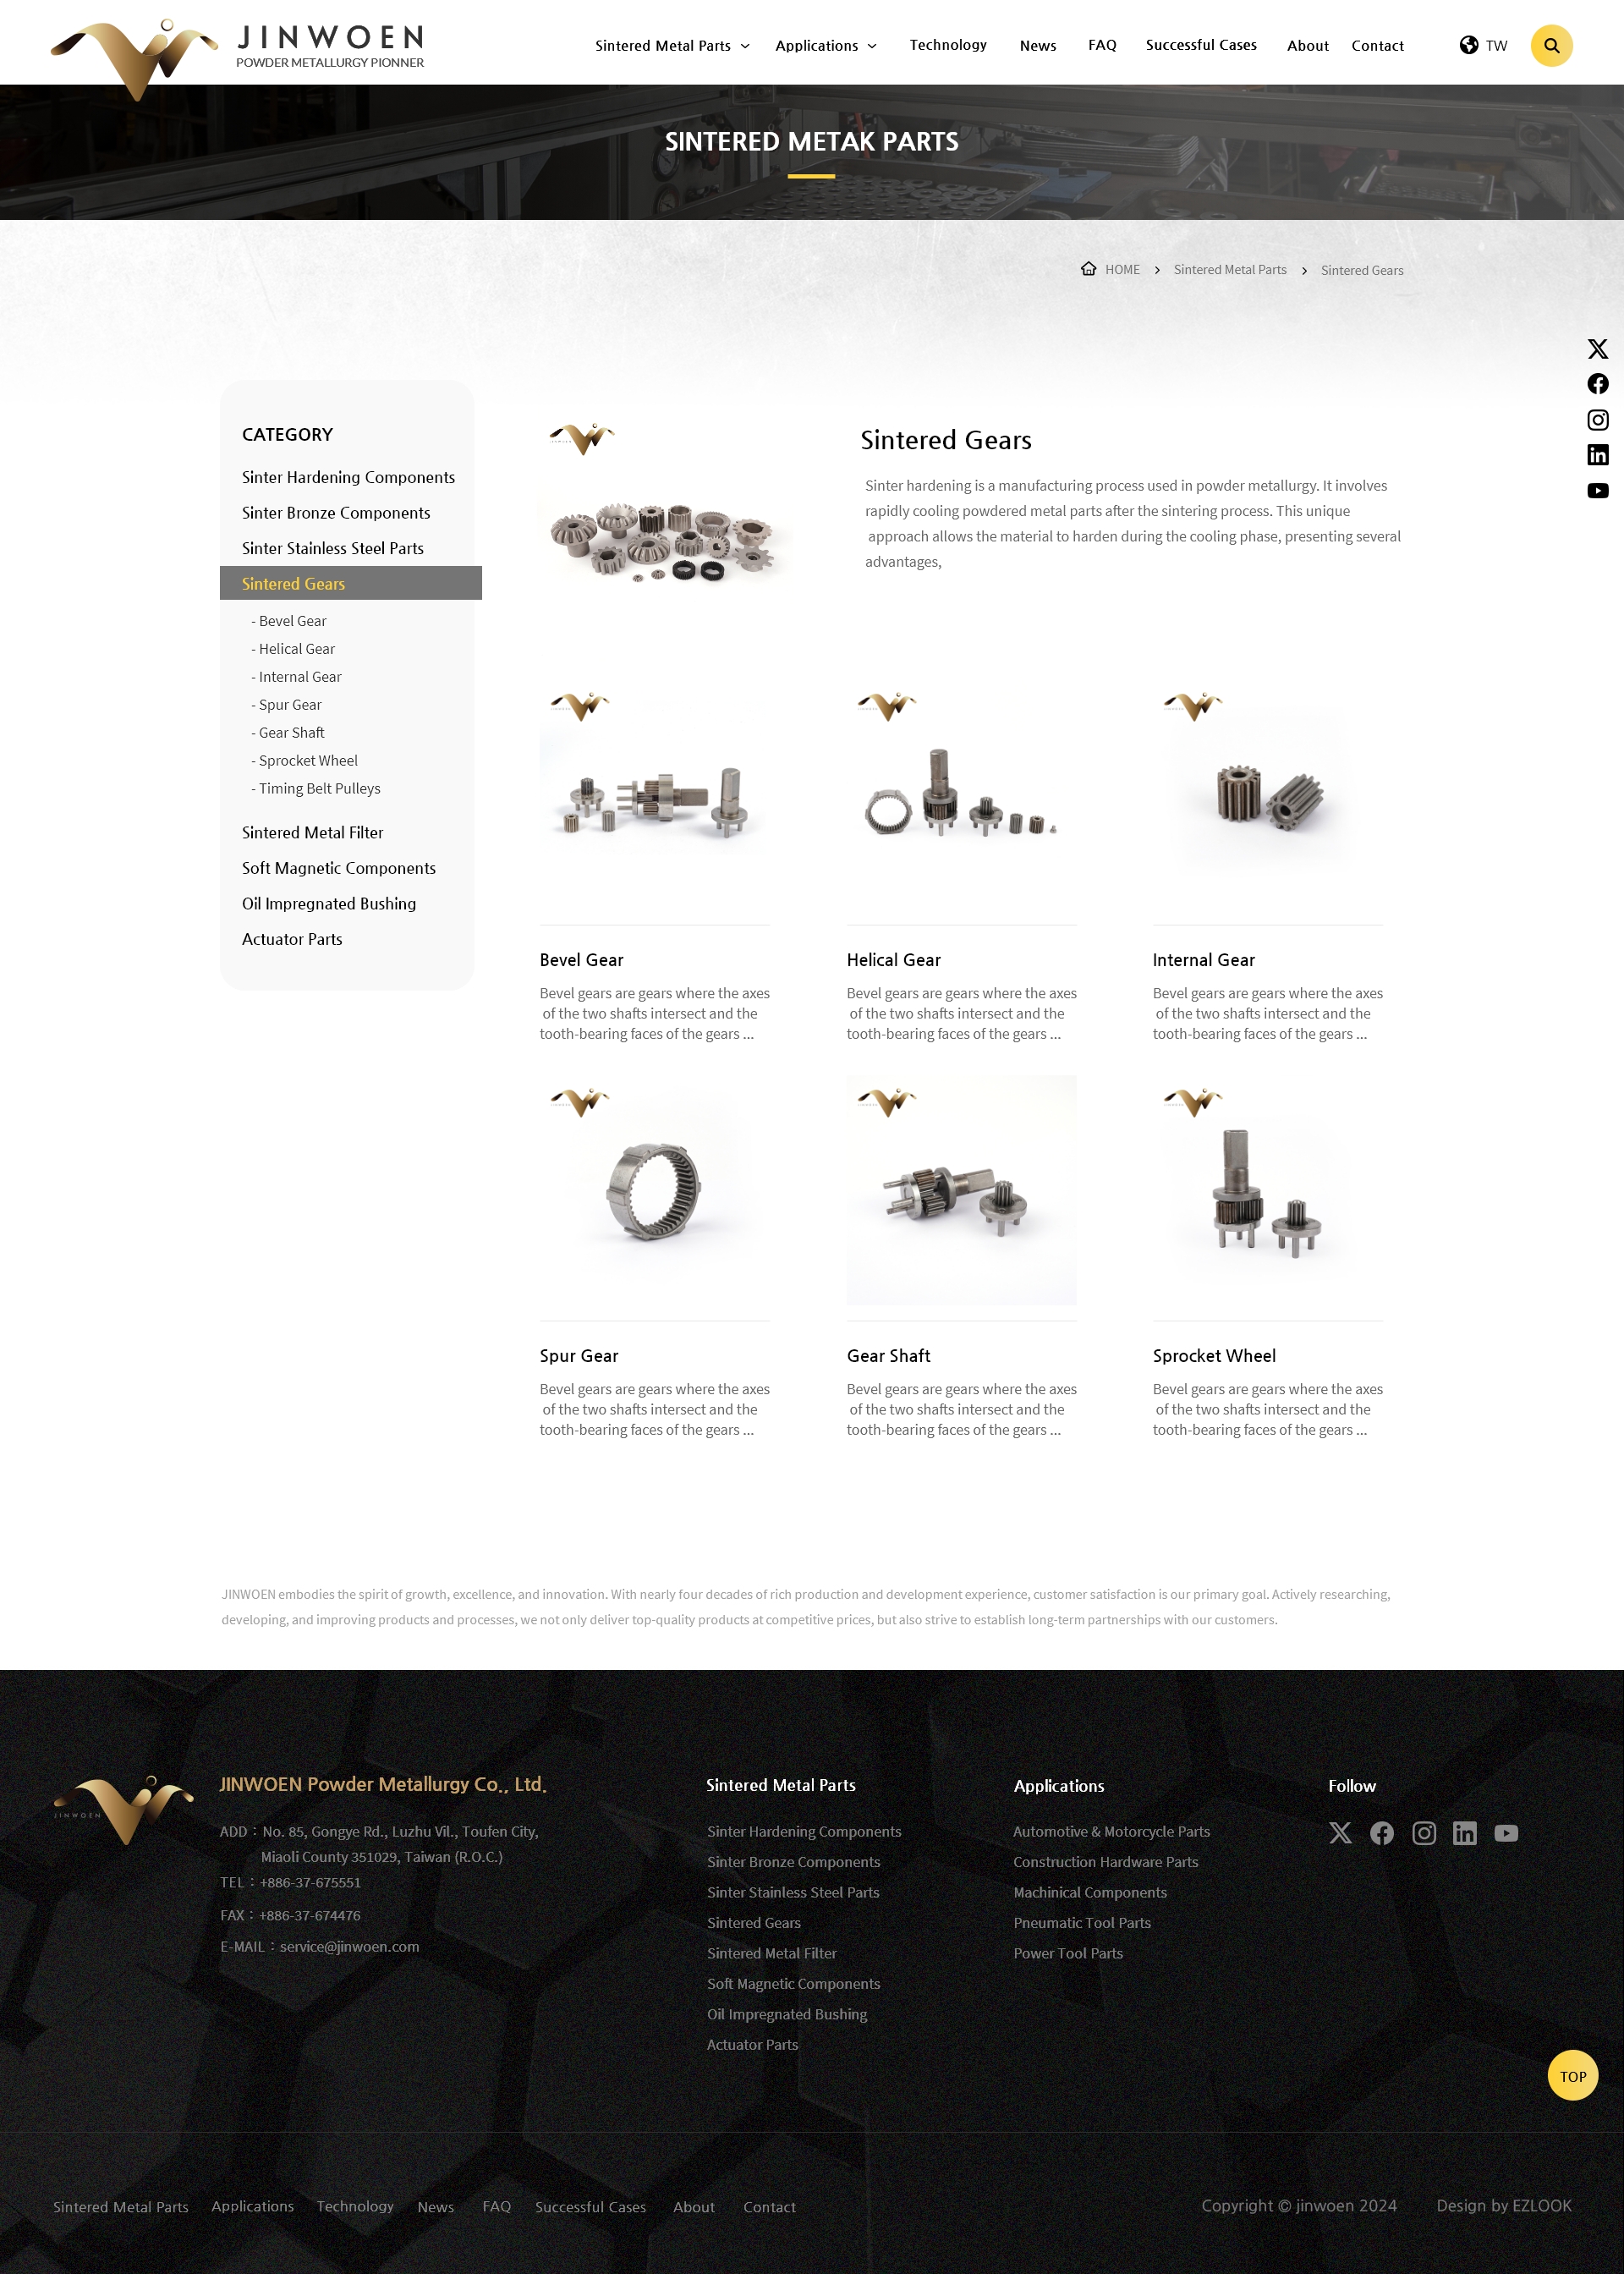 JINWOEN
POWDER METALLURGY PIONNER
Sintered Metal Parts
Applications
Technology
News
FAQ
Successful Cases
About
Contact
TW
SINTERED METAK PARTS
HOME
Sintered Metal Parts
Sintered Gears
CATEGORY
Sinter Hardening Components
Sinter Bronze Components
Sinter Stainless Steel Parts
Sintered Gears
- Bevel Gear
- Helical Gear
- Internal Gear
- Spur Gear
- Gear Shaft
- Sprocket Wheel
- Timing Belt Pulleys
Sintered Metal Filter
Soft Magnetic Components
Oil Impregnated Bushing
Actuator Parts
Sintered Gears
Sinter hardening is a manufacturing process used in powder metallurgy. It involves
rapidly cooling powdered metal parts after the sintering process. This unique
approach allows the material to harden during the cooling phase, presenting several
advantages,
Bevel Gear
Bevel gears are gears where the axes
of the two shafts intersect and the
tooth-bearing faces of the gears ...
Helical Gear
Bevel gears are gears where the axes
of the two shafts intersect and the
tooth-bearing faces of the gears ...
Internal Gear
Bevel gears are gears where the axes
of the two shafts intersect and the
tooth-bearing faces of the gears ...
Spur Gear
Bevel gears are gears where the axes
of the two shafts intersect and the
tooth-bearing faces of the gears ...
Gear Shaft
Bevel gears are gears where the axes
of the two shafts intersect and the
tooth-bearing faces of the gears ...
Sprocket Wheel
Bevel gears are gears where the axes
of the two shafts intersect and the
tooth-bearing faces of the gears ...
JINWOEN embodies the spirit of growth, excellence, and innovation. With nearly four decades of rich production and development experience, customer satisfaction is our primary goal. Actively researching,
developing, and improving products and processes, we not only deliver top-quality products at competitive prices, but also strive to establish long-term partnerships with our customers.
JINWOEN
JINWOEN Powder Metallurgy Co., Ltd.
ADD：No. 85, Gongye Rd., Luzhu Vil., Toufen City,
Miaoli County 351029, Taiwan (R.O.C.)
TEL：+886-37-675551
FAX：+886-37-674476
E-MAIL：service@jinwoen.com
Sintered Metal Parts
Sinter Hardening Components
Sinter Bronze Components
Sinter Stainless Steel Parts
Sintered Gears
Sintered Metal Filter
Soft Magnetic Components
Oil Impregnated Bushing
Actuator Parts
Applications
Automotive & Motorcycle Parts
Construction Hardware Parts
Machinical Components
Pneumatic Tool Parts
Power Tool Parts
Follow
TOP
Sintered Metal Parts
Applications
Technology
News
FAQ
Successful Cases
About
Contact
Copyright © jinwoen 2024
Design by EZLOOK